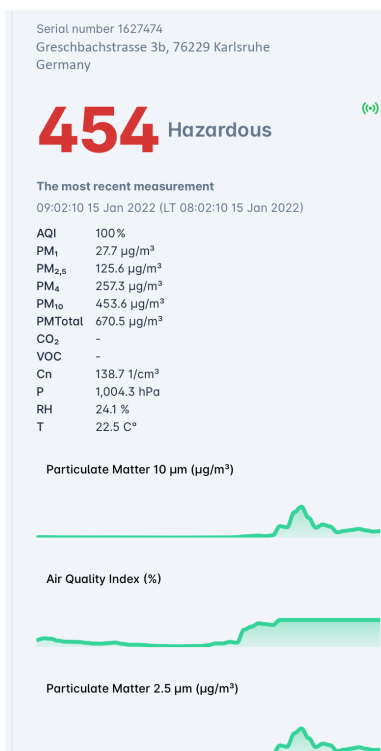 Serial number 1627474
Greschbachstrasse 3b, 76229 Karlsruhe
Germany
454 Hazardous
The most recent measurement
09:02:10 15 Jan 2022 (LT 08:02:10 15 Jan 2022)
AQI 100%
PM₁ 27.7 µg/m³
PM₂,₅ 125.6 µg/m³
PM₄ 257.3 µg/m³
PM₁₀ 453.6 µg/m³
PMTotal 670.5 µg/m³
CO₂ -
VOC -
Cn 138.7 1/cm³
P 1,004.3 hPa
RH 24.1 %
T 22.5 C°
Particulate Matter 10 µm (µg/m³)
Air Quality Index (%)
Particulate Matter 2.5 µm (µg/m³)